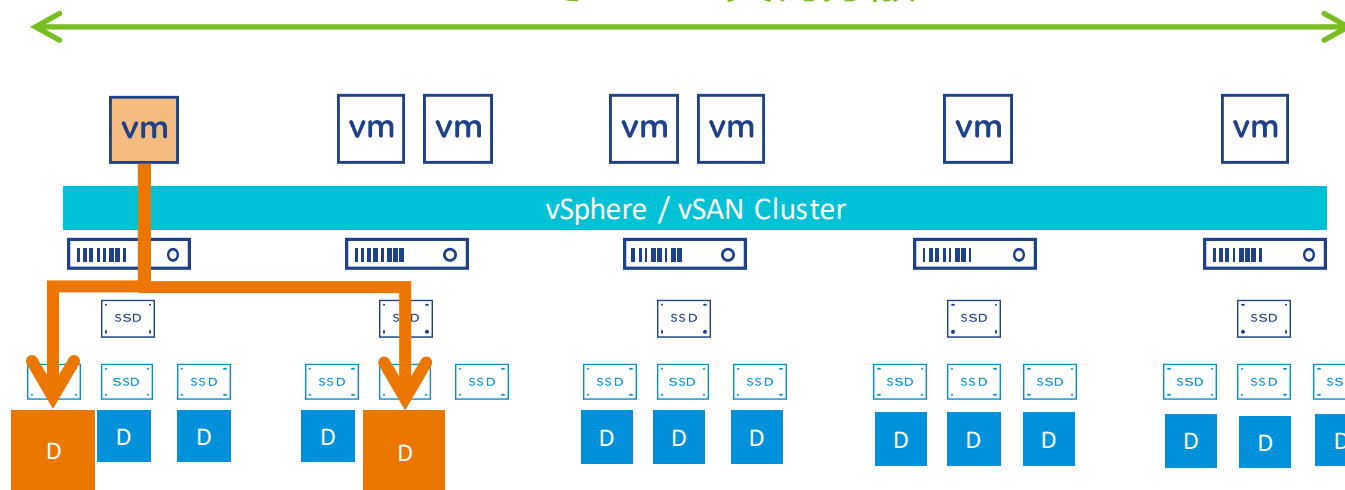 vm vm vm vm vm vm vm
vSphere / vSAN Cluster
SSD SSD SSD SSD SSD
SSD SSD SSD SSD SSD SSD SSD SSD SSD SSD SSD SSD
D D D D D D D D D D D D D D